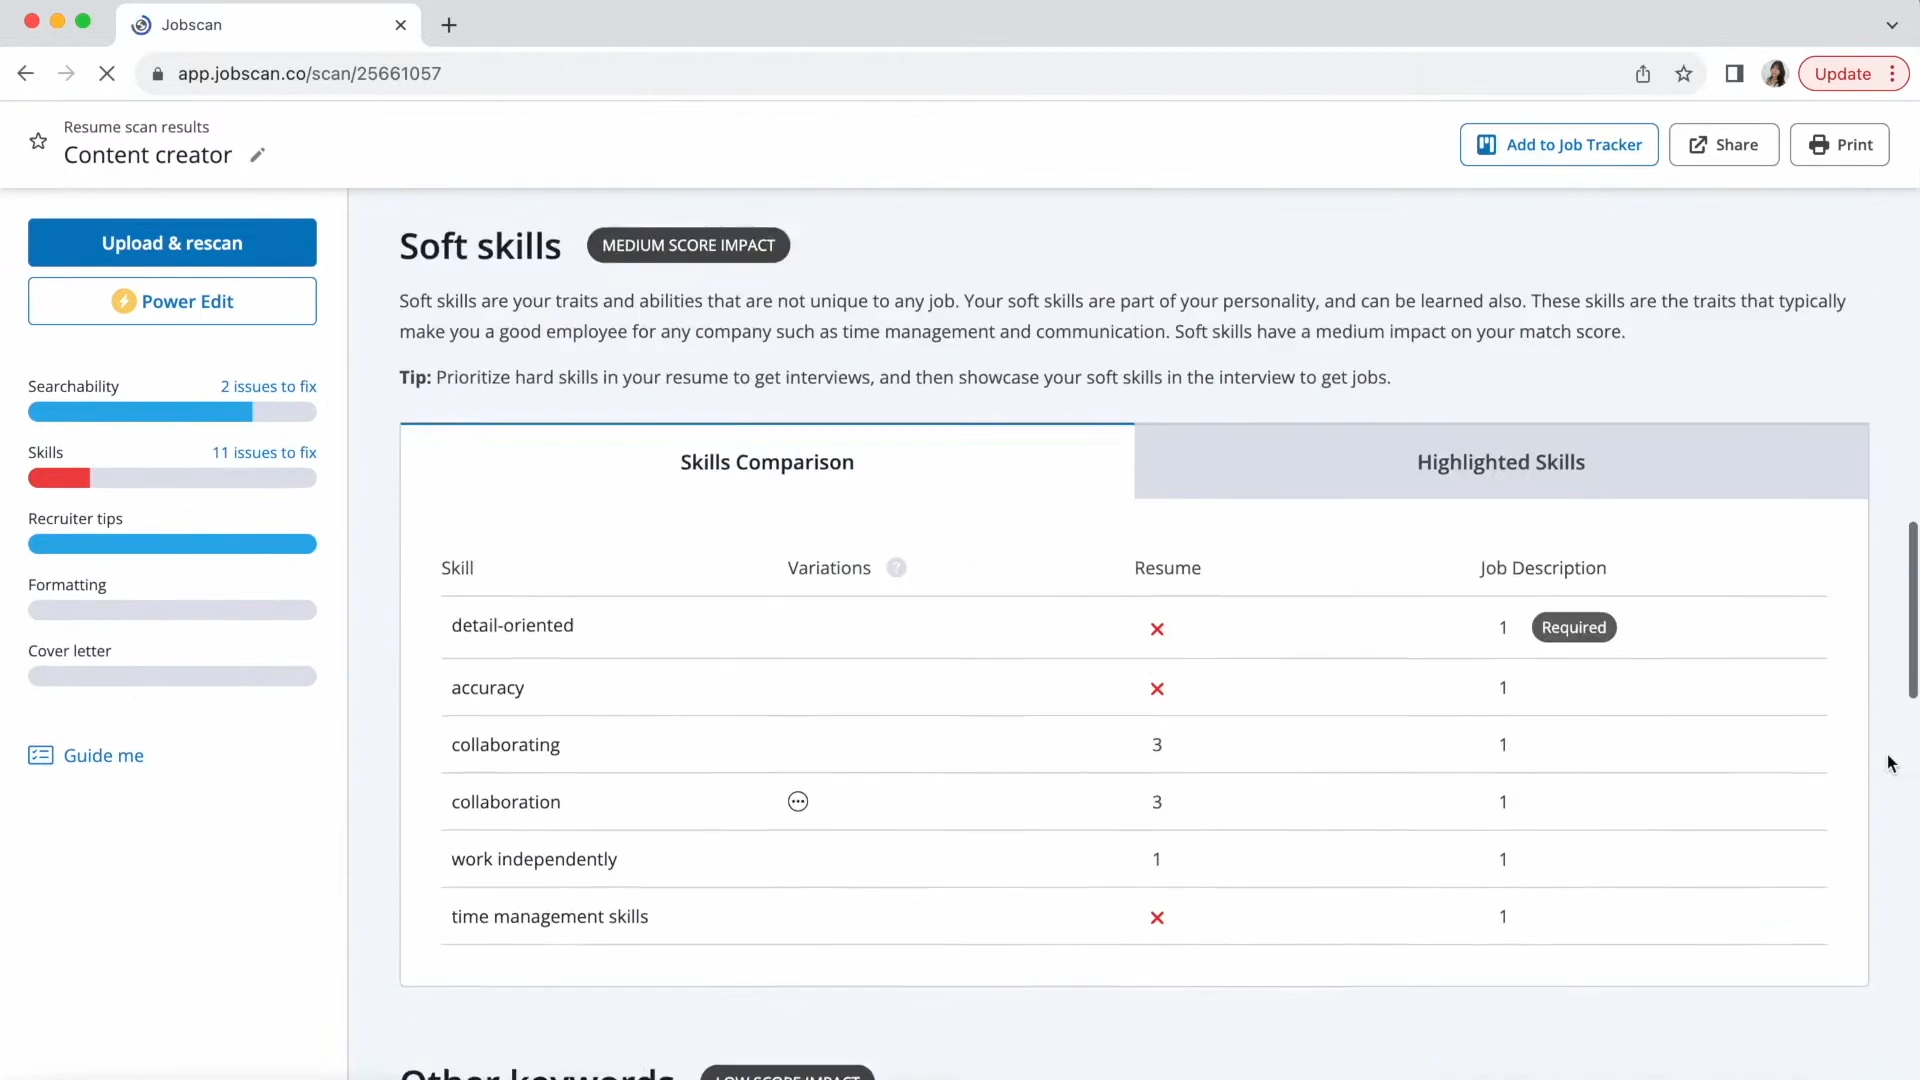 Jobscan
app.jobscan.co/scan/25661057
Update
Resume scan results
Content creator
Add to Job Tracker
Share
Print
Upload & rescan
Power Edit
Searchability 2 issues to fix
Skills 11 issues to fix
Recruiter tips
Formatting
Cover letter
Guide me
Soft skills MEDIUM SCORE IMPACT
Soft skills are your traits and abilities that are not unique to any job. Your soft skills are part of your personality, and can be learned also. These skills are the traits that typically
make you a good employee for any company such as time management and communication. Soft skills have a medium impact on your match score.
Tip: Prioritize hard skills in your resume to get interviews, and then showcase your soft skills in the interview to get jobs.
Skills Comparison Highlighted Skills
Skill Variations ? Resume Job Description
detail-oriented 1 Required
accuracy 1
collaborating 3 1
collaboration 3 1
work independently 1 1
time management skills 1
Other keywords LOW SCORE IMPACT